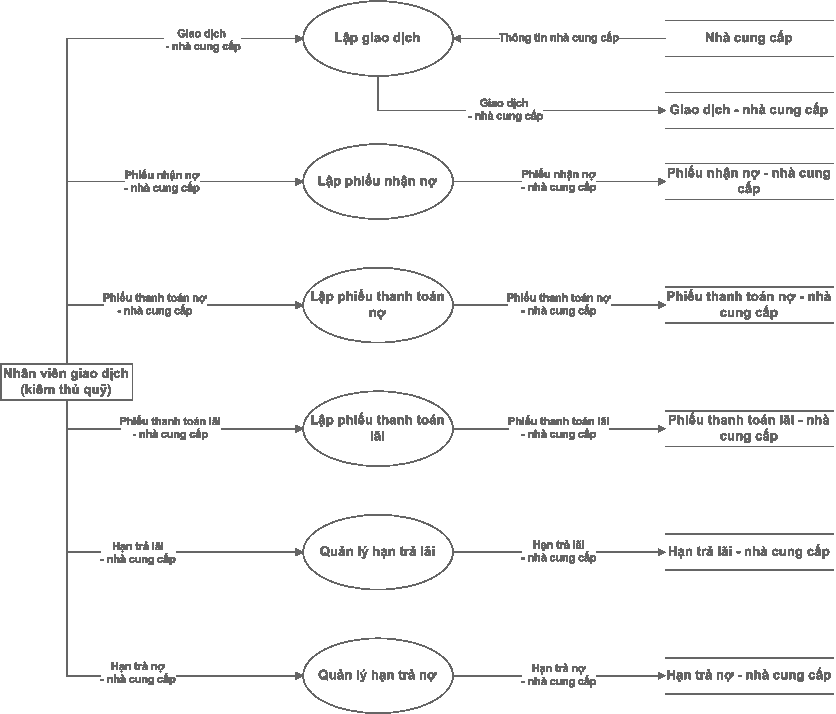 Giao dịch
- nhà cung cấp
Lập giao dịch
Thông tin nhà cung cấp
Nhà cung cấp
Giao dịch
- nhà cung cấp
Giao dịch - nhà cung cấp
Phiếu nhận nợ
- nhà cung cấp
Lập phiếu nhận nợ
Phiếu nhận nợ
- nhà cung cấp
Phiếu nhận nợ - nhà cung
cấp
Phiếu thanh toán nợ
- nhà cung cấp
Lập phiếu thanh toán
nợ
Phiếu thanh toán nợ
- nhà cung cấp
Phiếu thanh toán nợ - nhà
cung cấp
Nhân viên giao dịch
(kiêm thủ quỹ)
Phiếu thanh toán lãi
- nhà cung cấp
Lập phiếu thanh toán
lãi
Phiếu thanh toán lãi
- nhà cung cấp
Phiếu thanh toán lãi - nhà
cung cấp
Hạn trả lãi
- nhà cung cấp
Quản lý hạn trả lãi
Hạn trả lãi
- nhà cung cấp
Hạn trả lãi - nhà cung cấp
Hạn trả nợ
- nhà cung cấp
Quản lý hạn trả nợ
Hạn trả nợ
- nhà cung cấp
Hạn trả nợ - nhà cung cấp